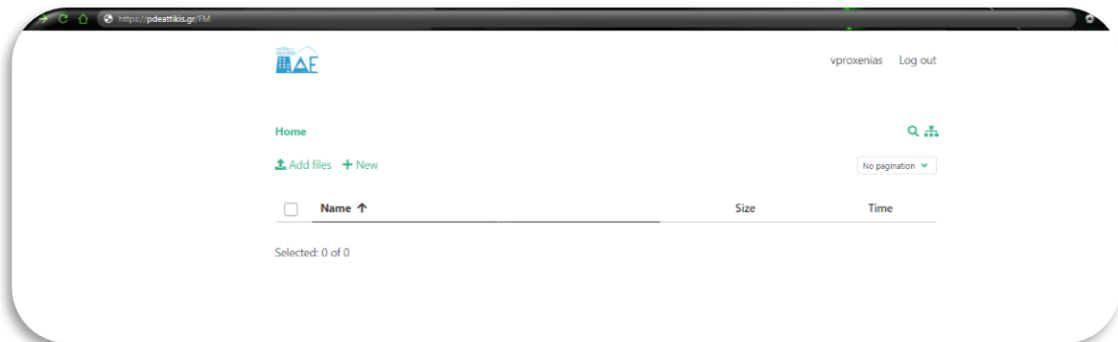 https://pdeattikis.gr/FM
ΔΕ
vproxenias Log out
Home
Add files New
No pagination
Name Size Time
Selected: 0 of 0